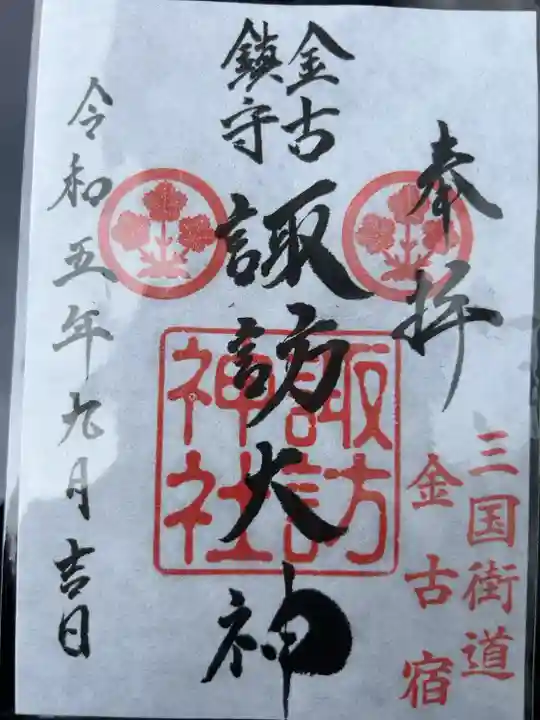 奉拝
三国街道
金古宿
金古
鎮守
諏訪大神
諏訪
神社
令和五年九月吉日